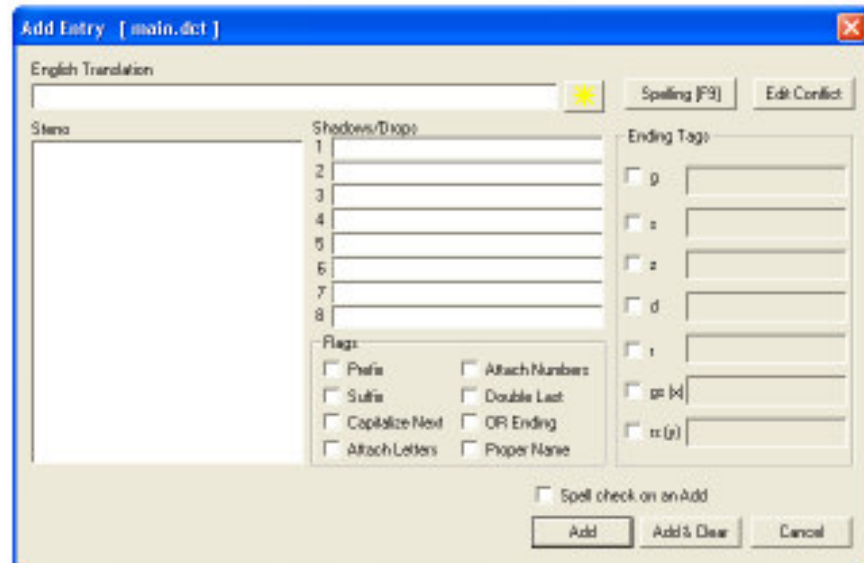 Add Entry [ main.dct ]
English Translation
Spelling (F9)
Edit Conflict
Steno
Shadows/Drops
1
2
3
4
5
6
7
8
Flags
Prefix
Attach Numbers
Suffix
Double Last
Capitalize Next
OR Ending
Attach Letters
Proper Name
Ending Tags
g
s
z
d
r
gs (x)
rs (y)
Spell check on an Add
Add
Add & Clear
Cancel